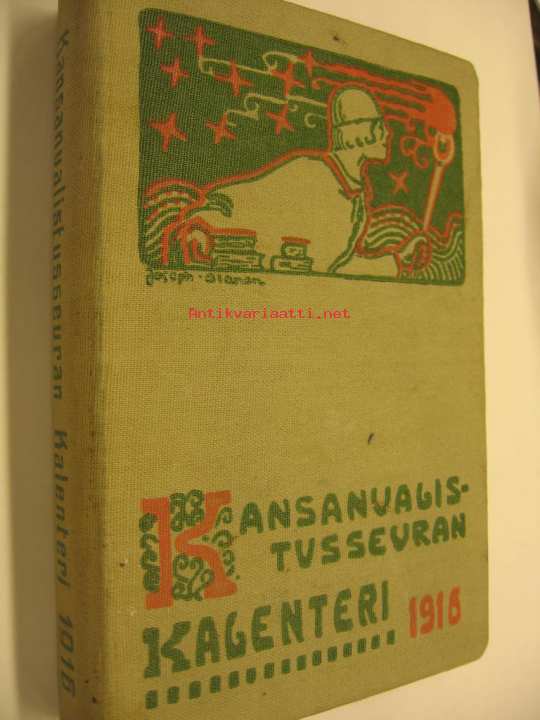 Kansanvalistusseuran Kalenteri 1916
Joseph Alanen
Antikvariaatti.net
KANSANVALIS-
TUSSEURAN
KALENTERI 1916